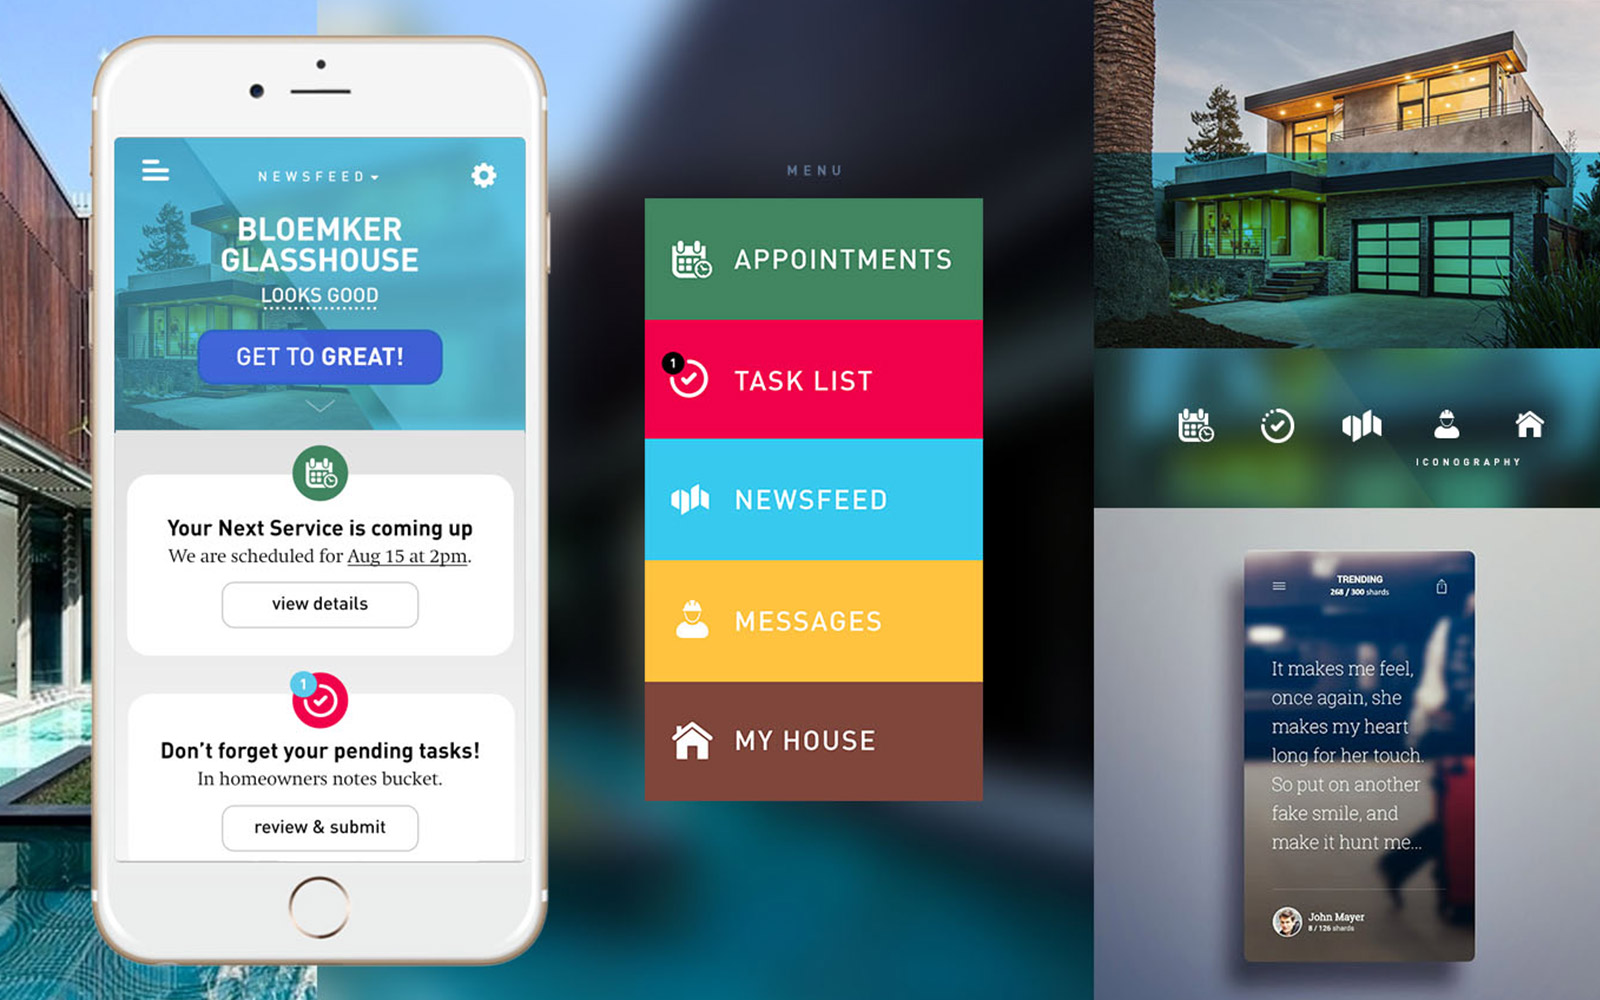 NEWSFEED
BLOEMKER
GLASSHOUSE
LOOKS GOOD
GET TO GREAT!
Your Next Service is coming up
We are scheduled for Aug 15 at 2pm.
view details
1
Don’t forget your pending tasks!
In homeowners notes bucket.
review & submit
MENU
APPOINTMENTS
1
TASK LIST
NEWSFEED
MESSAGES
MY HOUSE
ICONOGRAPHY
TRENDING
268 / 300 shards
It makes me feel,
once again, she
makes my heart
long for her touch.
So put on another
fake smile, and
make it hunt me...
John Mayer
8 / 126 shards